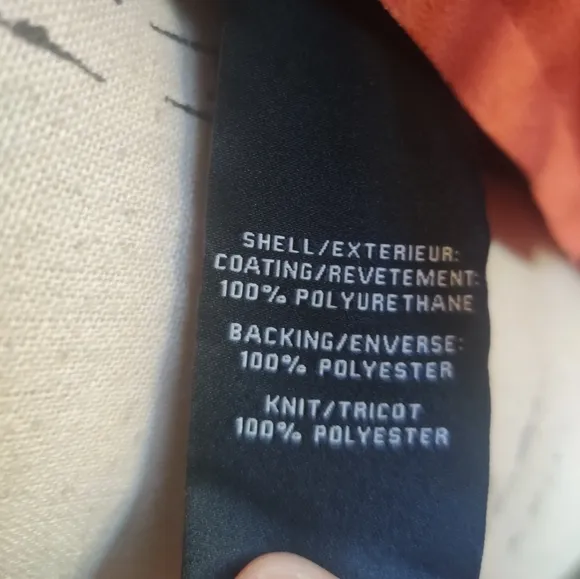 SHELL/EXTERIEUR:
COATING/REVETEMENT:
100% POLYURETHANE
BACKING/ENVERSE:
100% POLYESTER
KNIT/TRICOT
100% POLYESTER